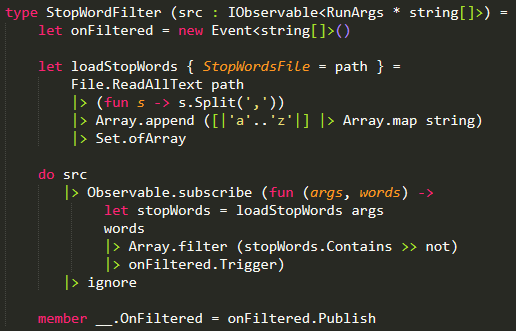 type StopWordFilter (src : IObservable<RunArgs * string[]>) =
    let onFiltered = new Event<string[]>()

    let loadStopWords { StopWordsFile = path } =
        File.ReadAllText path
        |> (fun s -> s.Split(','))
        |> Array.append ([|'a'..'z'|] |> Array.map string)
        |> Set.ofArray

    do src
       |> Observable.subscribe (fun (args, words) ->
            let stopWords = loadStopWords args
            words
            |> Array.filter (stopWords.Contains >> not)
            |> onFiltered.Trigger)
       |> ignore

    member __.OnFiltered = onFiltered.Publish